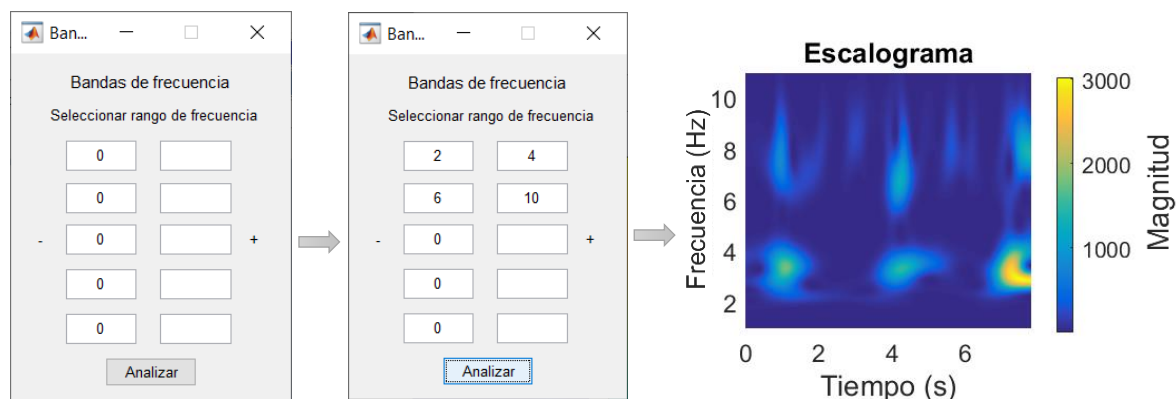 Ban...
Bandas de frecuencia
Seleccionar rango de frecuencia
0
0
- 0 +
0
0
Analizar
Ban...
Bandas de frecuencia
Seleccionar rango de frecuencia
2 4
6 10
- 0 +
0
0
Analizar
Escalograma
Frecuencia (Hz)
10
8
6
4
2
0 2 4 6
Tiempo (s)
3000
2000
1000
Magnitud